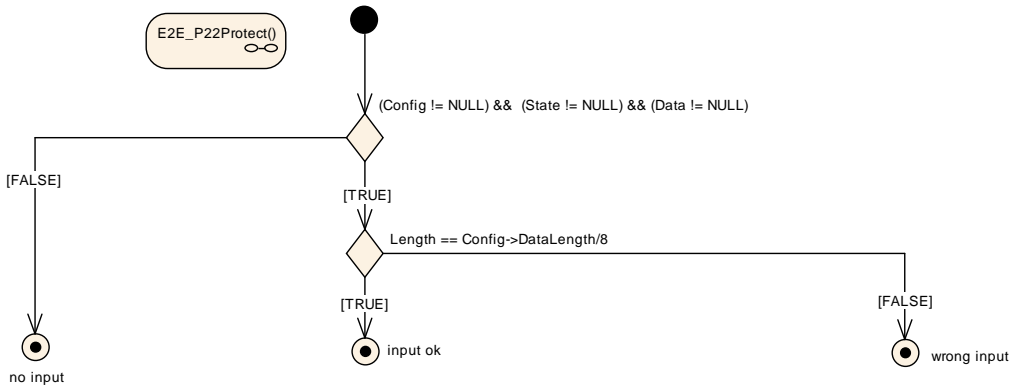 E2E_P22Protect()
(Config != NULL) &&  (State != NULL) && (Data != NULL)
[FALSE]
[TRUE]
Length == Config->DataLength/8
[TRUE]
[FALSE]
input ok
wrong input
no input